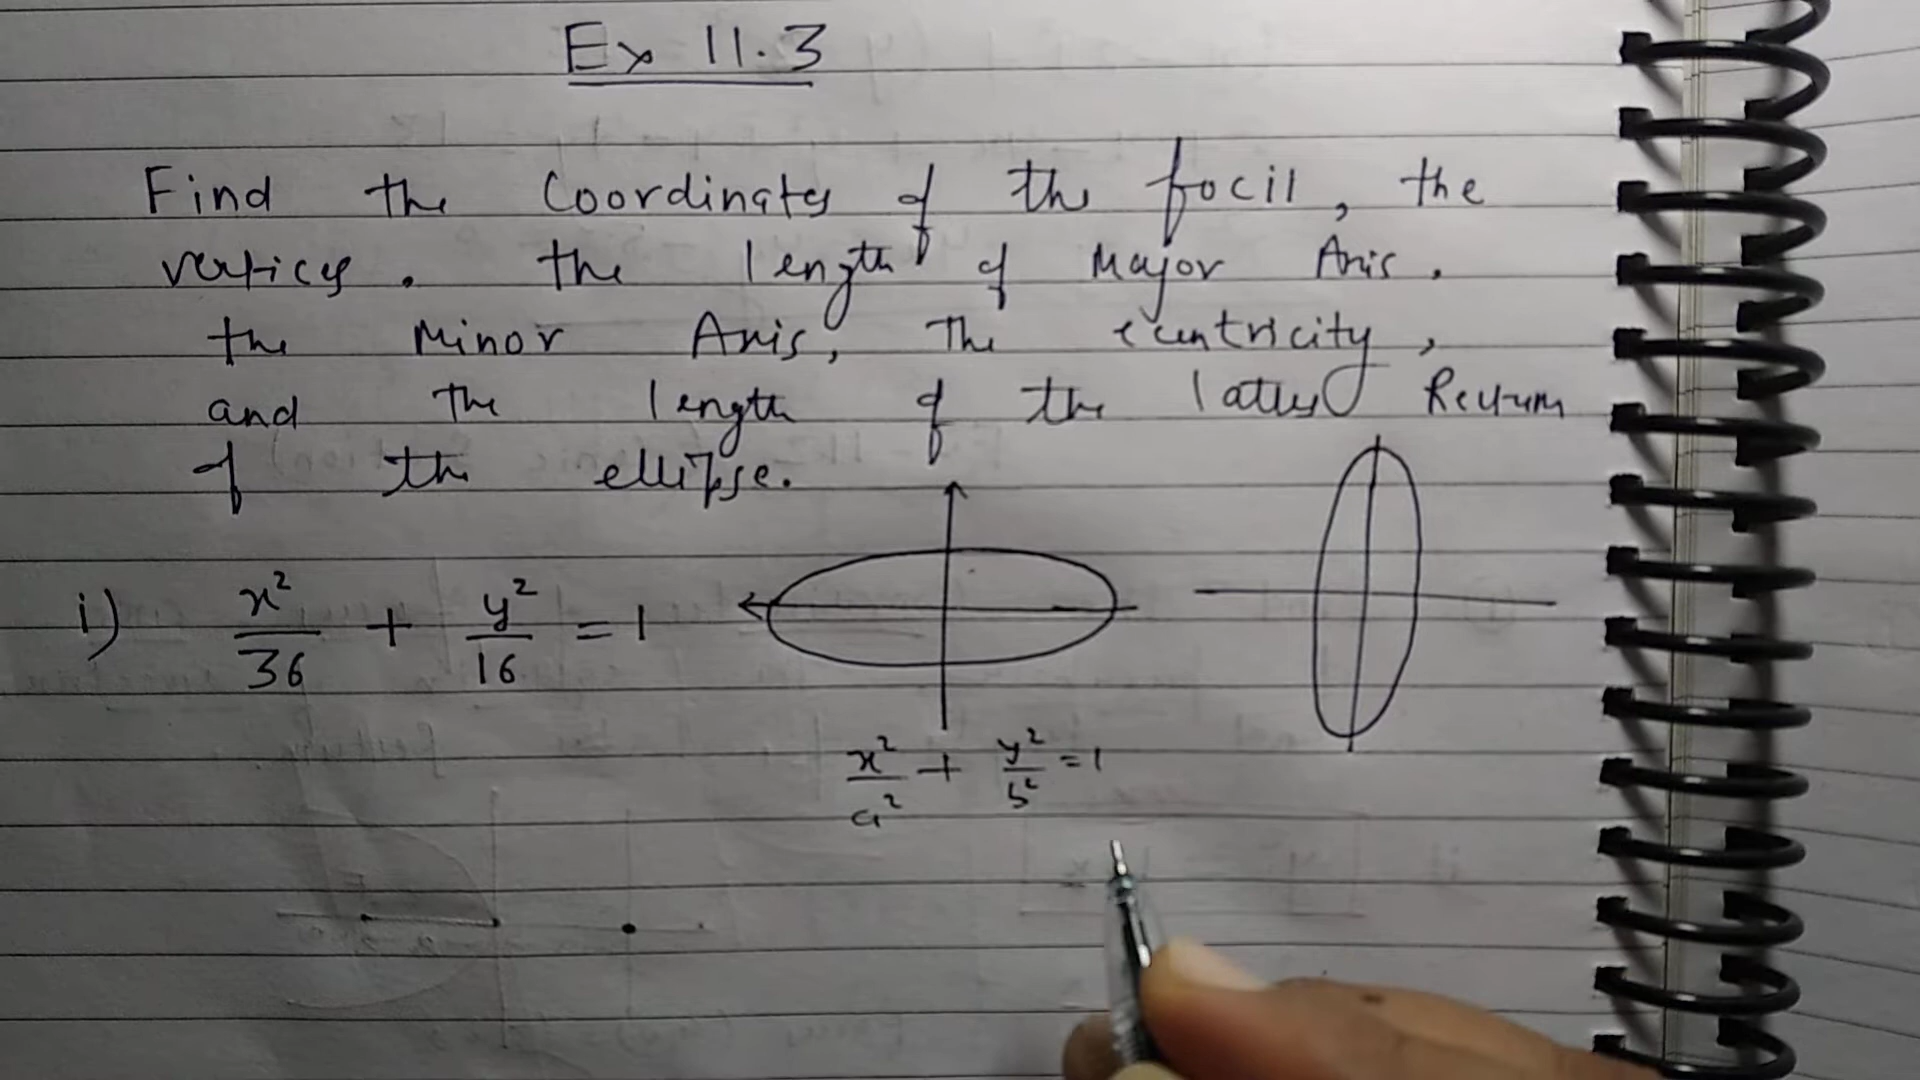 Ex 11.3
Find the Coordinates of the focii, the
vertices. the length of Major Axis.
the Minor Axis, The eccentricity,
and The length of the latus Rectum
of the ellipse.
i) x²/36 + y²/16 = 1
x²/a² + y²/b² = 1